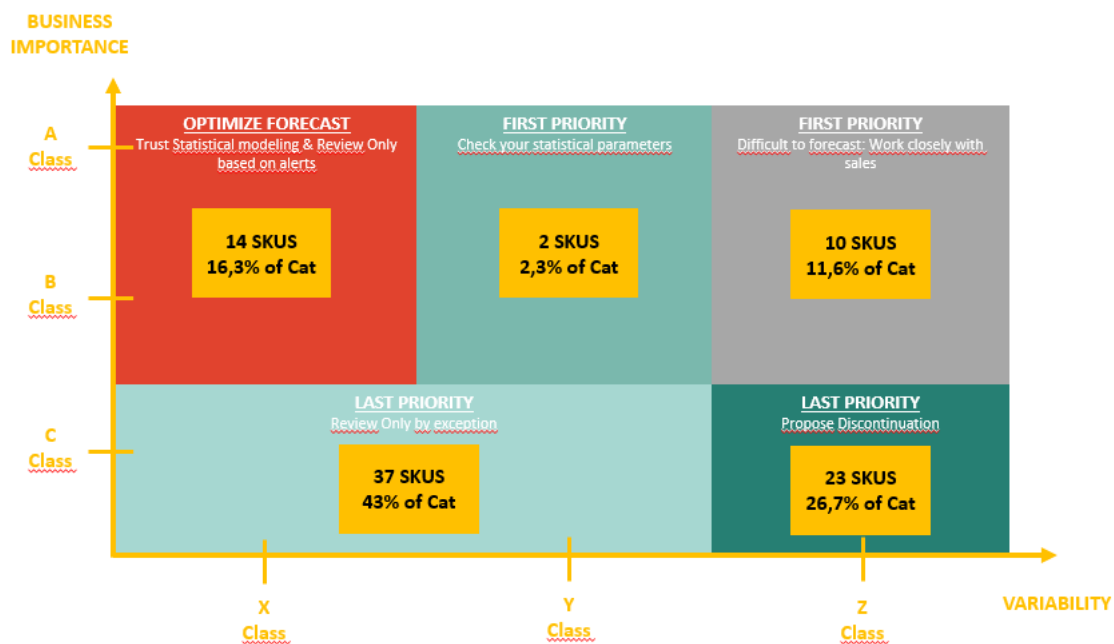 BUSINESS
IMPORTANCE
A
Class
B
Class
C
Class
OPTIMIZE FORECAST
Trust Statistical modeling & Review Only
based on alerts
14 SKUS
16,3% of Cat
FIRST PRIORITY
Check your statistical parameters
2 SKUS
2,3% of Cat
FIRST PRIORITY
Difficult to forecast: Work closely with
sales
10 SKUS
11,6% of Cat
LAST PRIORITY
Review Only by exception
37 SKUS
43% of Cat
LAST PRIORITY
Propose Discontinuation
23 SKUS
26,7% of Cat
X
Class
Y
Class
Z
Class
VARIABILITY